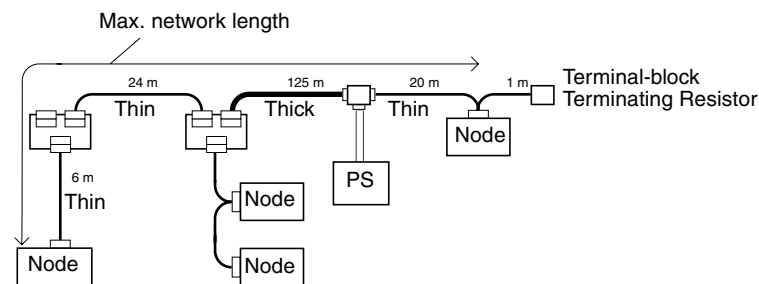 Max. network length
24 m
Thin
125 m
Thick
20 m
Thin
1 m
Terminal-block
Terminating Resistor
Node
6 m
Thin
PS
Node
Node
Node